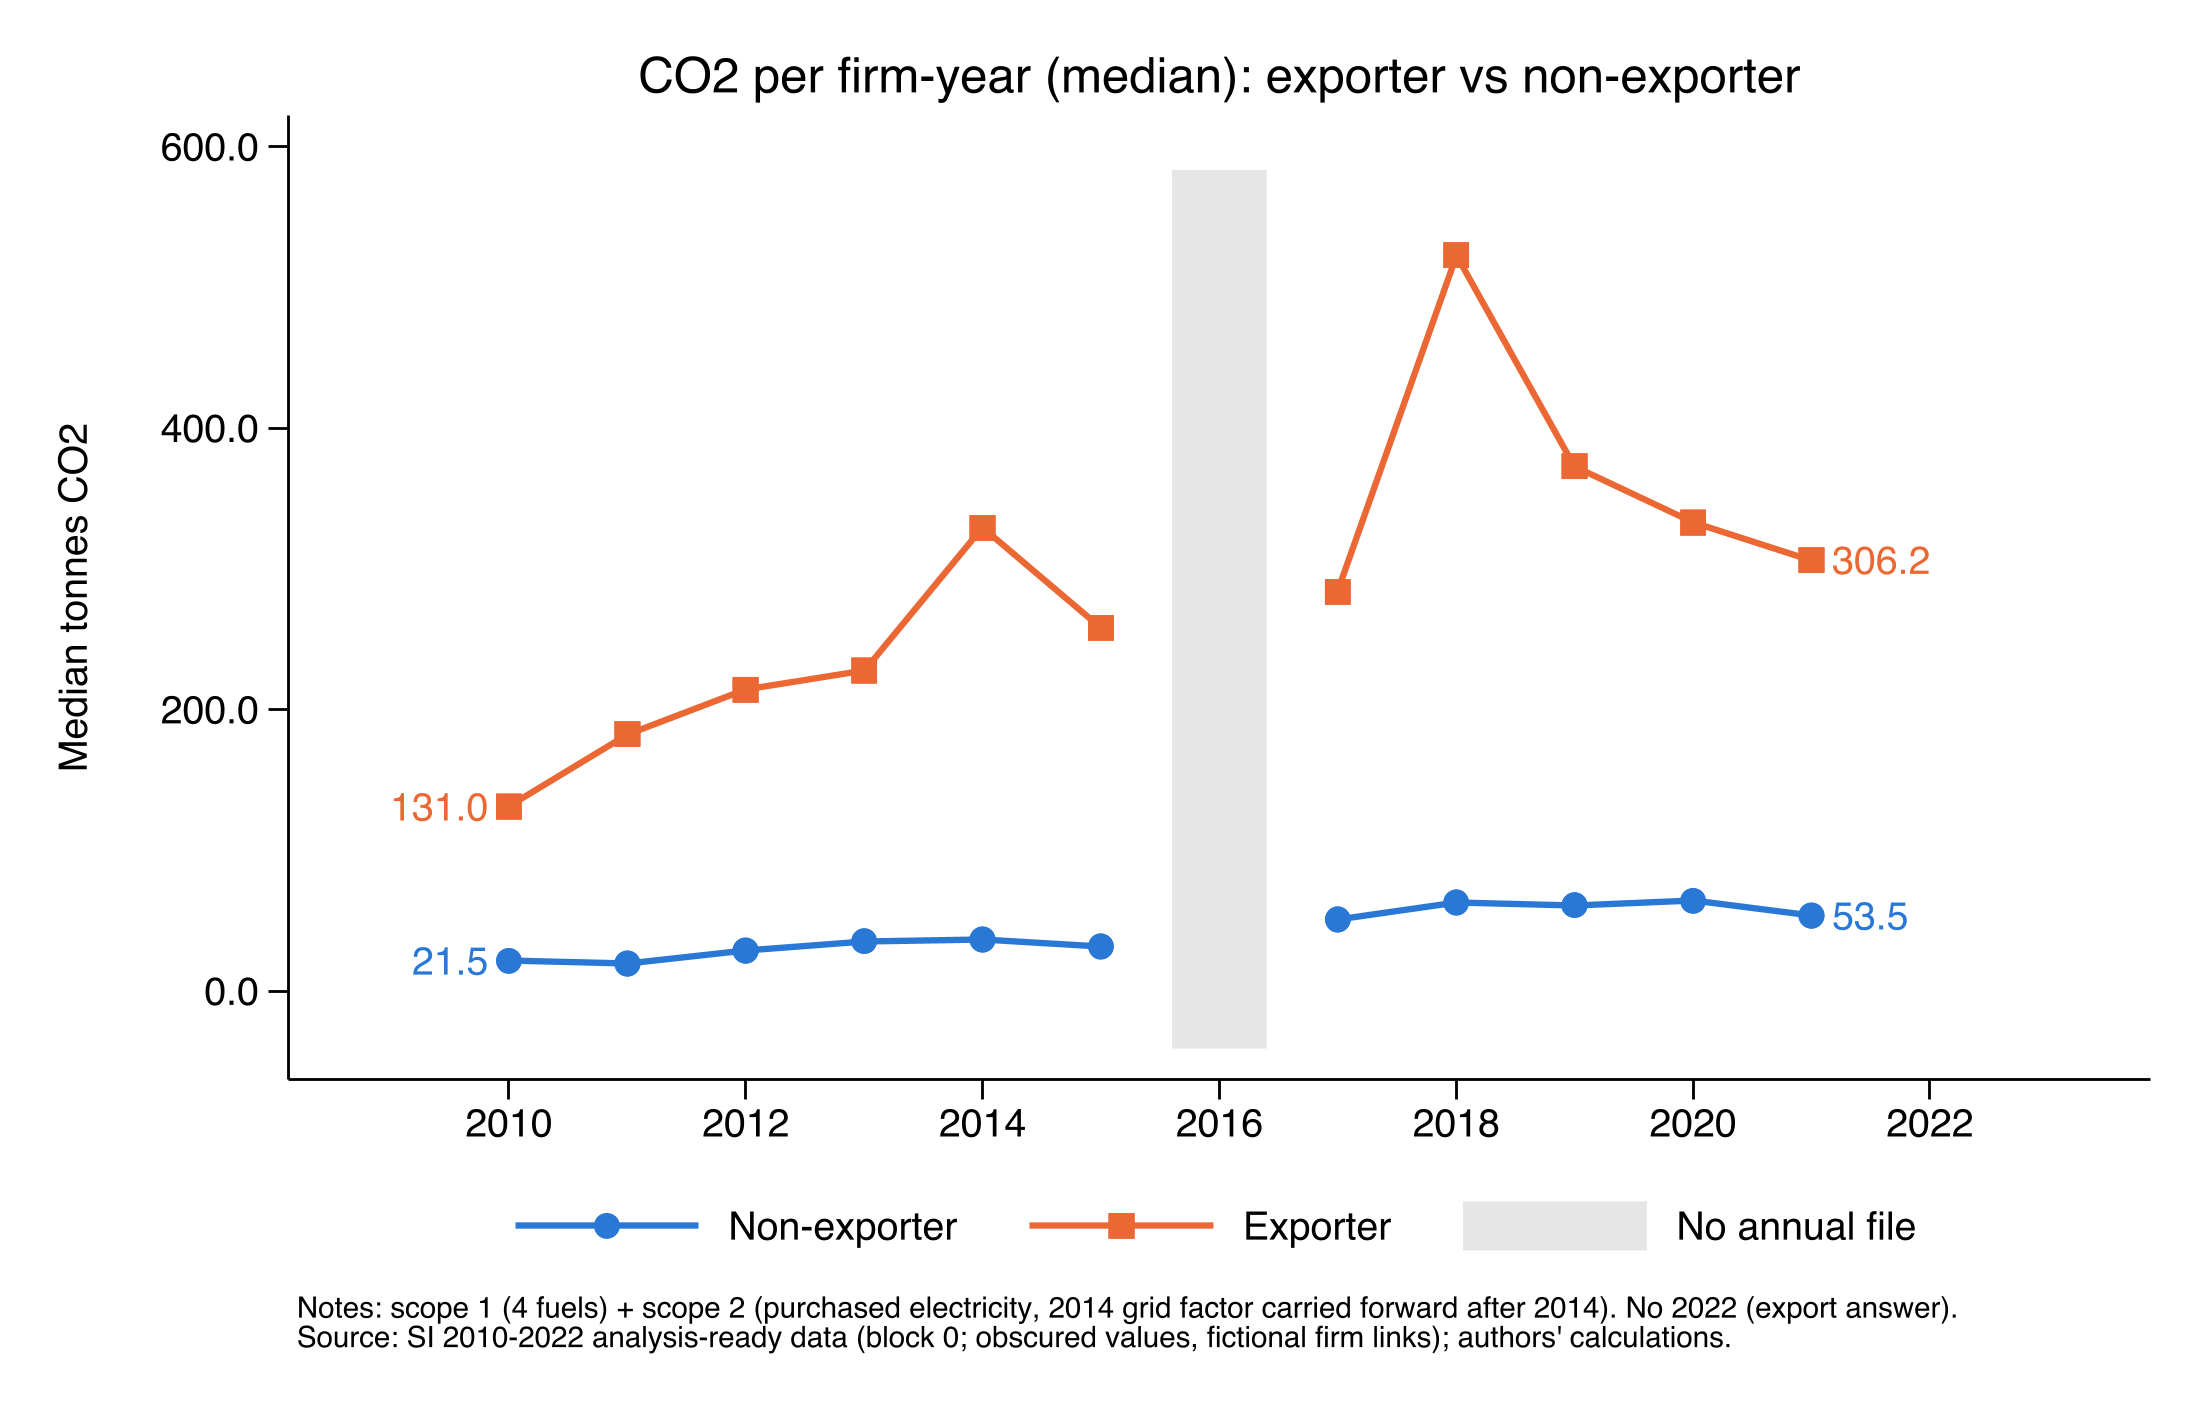 CO2 per firm-year (median): exporter vs non-exporter
600.0
400.0
200.0
0.0
Median tonnes CO2
131.0
21.5
306.2
53.5
2010 2012 2014 2016 2018 2020 2022
Non-exporter Exporter No annual file
Notes: scope 1 (4 fuels) + scope 2 (purchased electricity, 2014 grid factor carried forward after 2014). No 2022 (export answer).
Source: SI 2010-2022 analysis-ready data (block 0; obscured values, fictional firm links); authors' calculations.